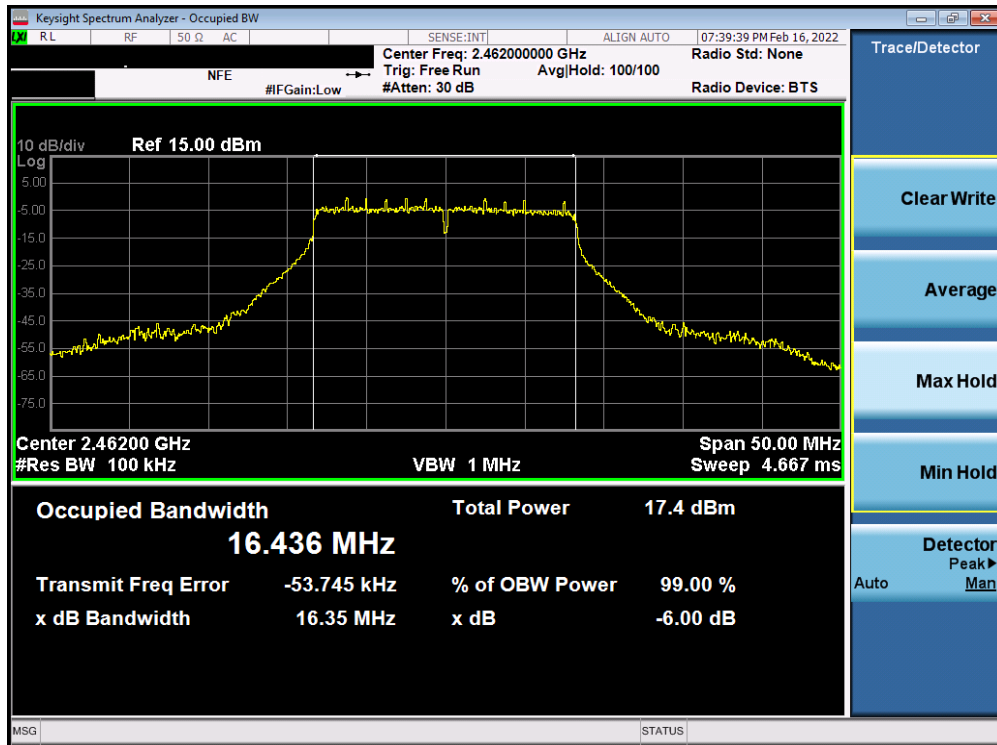 Keysight Spectrum Analyzer - Occupied BW
LXI RL RF 50 Ω AC SENSE:INT ALIGN AUTO 07:39:39 PM Feb 16, 2022
Center Freq: 2.462000000 GHz Radio Std: None
NFE Trig: Free Run Avg|Hold: 100/100
#IFGain:Low #Atten: 30 dB Radio Device: BTS
10 dB/div Ref 15.00 dBm
Log
5.00
-5.00
-15.0
-25.0
-35.0
-45.0
-55.0
-65.0
-75.0
Center 2.46200 GHz Span 50.00 MHz
#Res BW 100 kHz VBW 1 MHz Sweep 4.667 ms
Occupied Bandwidth Total Power 17.4 dBm
16.436 MHz
Transmit Freq Error -53.745 kHz % of OBW Power 99.00 %
x dB Bandwidth 16.35 MHz x dB -6.00 dB
MSG STATUS
Trace/Detector
Clear Write
Average
Max Hold
Min Hold
Detector
Peak▶
Auto Man